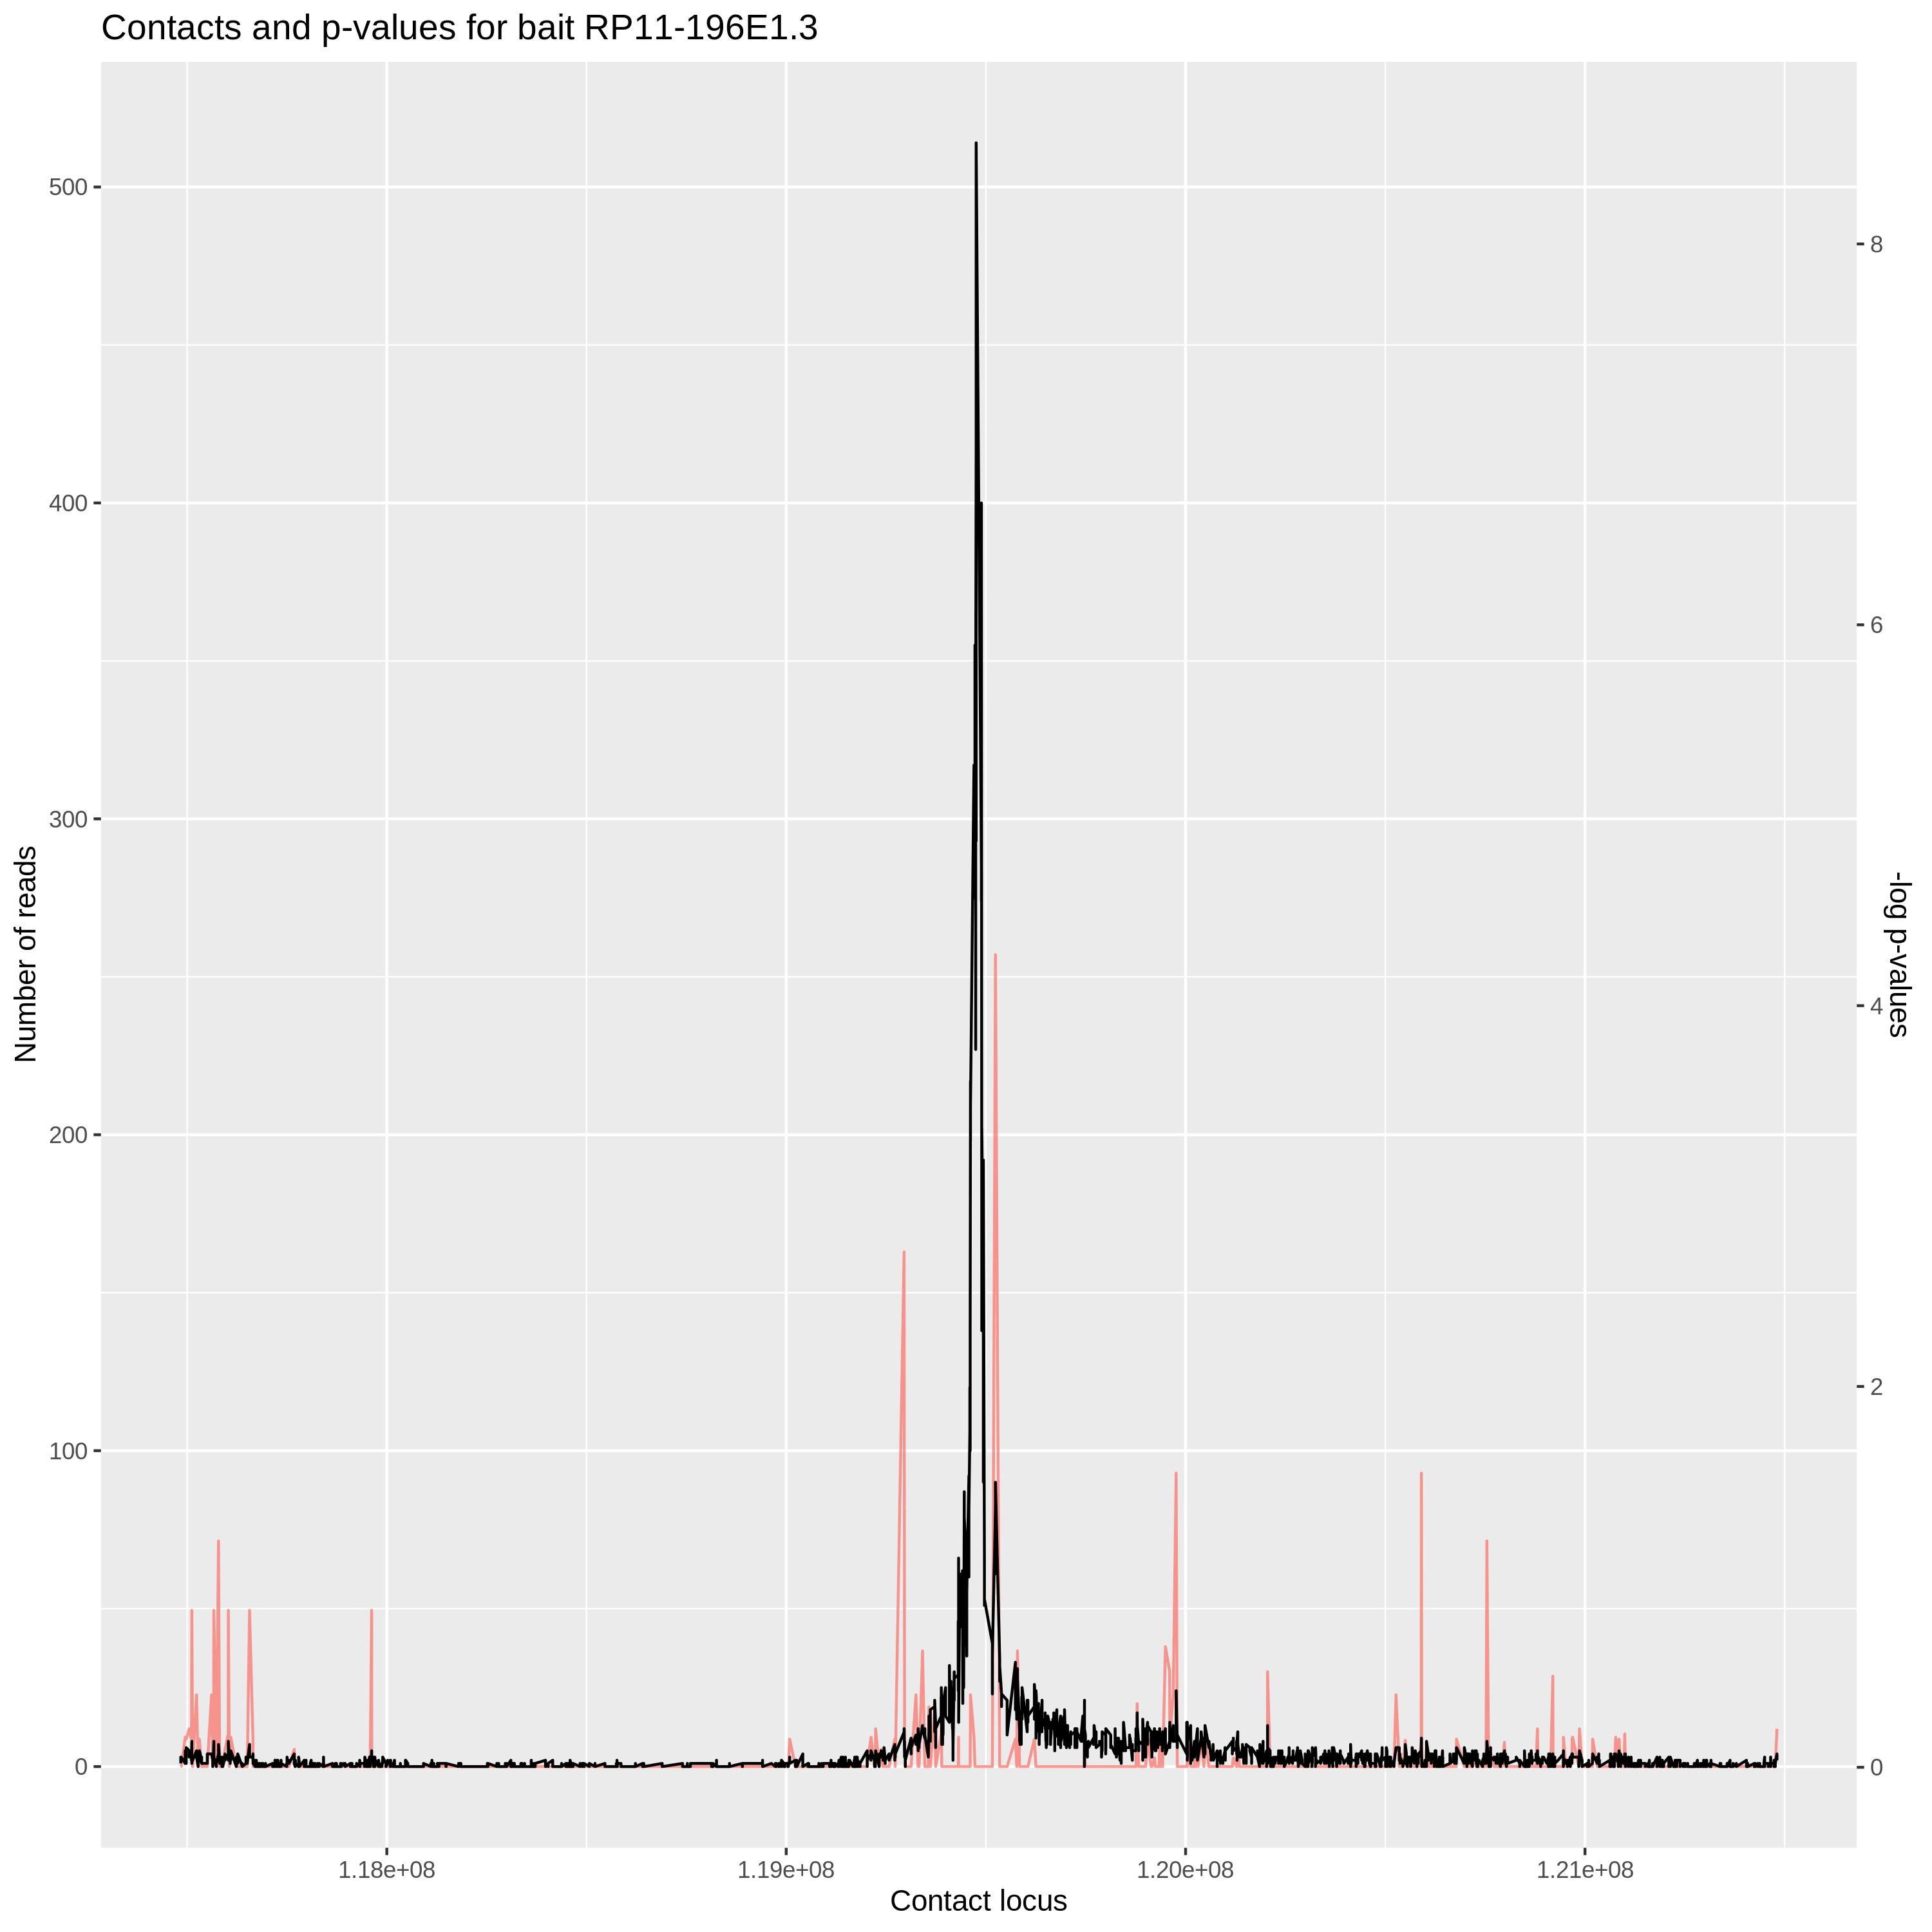 Contacts and p-values for bait RP11-196E1.3
500
400
300
200
100
0
Number of reads
8
6
4
2
0
-log p-values
1.18e+08
1.19e+08
1.20e+08
1.21e+08
Contact locus